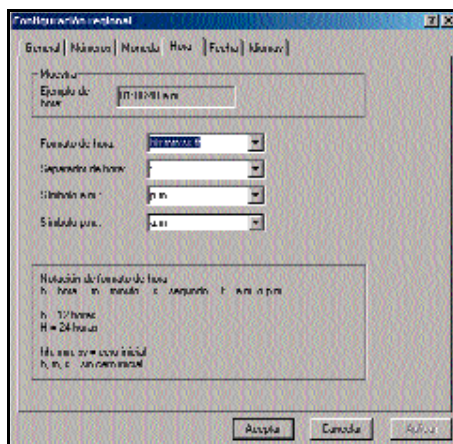 Configuración regional
General Números Moneda Hora Fecha Idiomas
Muestra
Ejemplo de
hora:
Formato de hora:
Separador de hora: :
Símbolo a.m.: p.m
Símbolo p.m.: a.m
Notación de formato de hora
h = hora m = minuto s = segundo t = a.m. o p.m.
h = 12 horas
H = 24 horas
hh, mm, ss = cero inicial
h, m, s = sin cero inicial
Aceptar Cancelar Aplicar